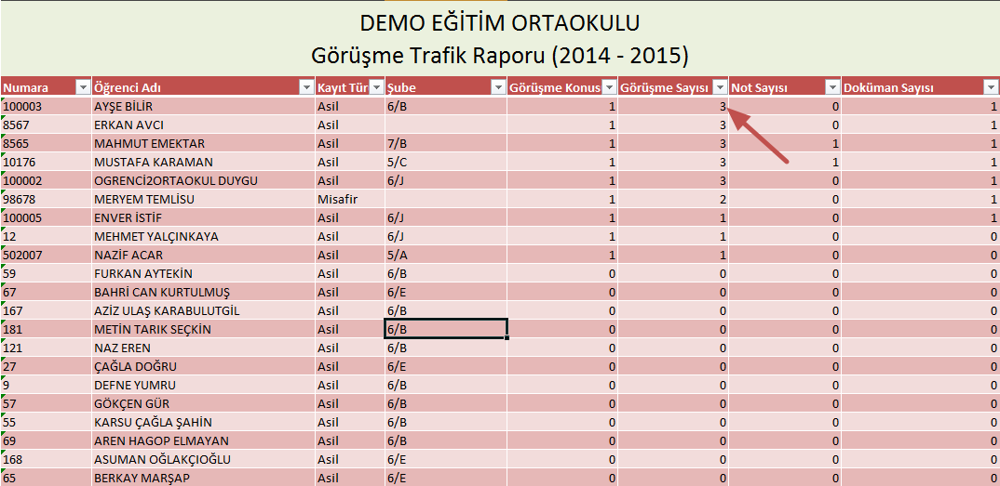 DEMO EĞİTİM ORTAOKULU
Görüşme Trafik Raporu (2014 - 2015)
Numara Öğrenci Adı Kayıt Tür Şube Görüşme Konus Görüşme Sayısı Not Sayısı Doküman Sayısı
100003 AYŞE BİLİR Asil 6/B 1 3 0 1
8567 ERKAN AVCI Asil 1 3 0 1
8565 MAHMUT EMEKTAR Asil 7/B 1 3 1 1
10176 MUSTAFA KARAMAN Asil 5/C 1 3 1 1
100002 OGRENCİ2ORTAOKUL DUYGU Asil 6/J 1 3 0 1
98678 MERYEM TEMLİSU Misafir 1 2 0 1
100005 ENVER İSTİF Asil 6/J 1 1 0 1
12 MEHMET YALÇINKAYA Asil 6/J 1 1 0 0
502007 NAZİF ACAR Asil 5/A 1 1 0 0
59 FURKAN AYTEKİN Asil 6/B 0 0 0 0
67 BAHRİ CAN KURTULMUŞ Asil 6/E 0 0 0 0
167 AZİZ ULAŞ KARABULUTGİL Asil 6/B 0 0 0 0
181 METİN TARIK SEÇKİN Asil 6/B 0 0 0 0
121 NAZ EREN Asil 6/B 0 0 0 0
27 ÇAĞLA DOĞRU Asil 6/E 0 0 0 0
9 DEFNE YUMRU Asil 6/B 0 0 0 0
57 GÖKÇEN GÜR Asil 6/B 0 0 0 0
55 KARSU ÇAĞLA ŞAHİN Asil 6/B 0 0 0 0
69 AREN HAGOP ELMAYAN Asil 6/B 0 0 0 0
168 ASUMAN OĞLAKÇIOĞLU Asil 6/E 0 0 0 0
65 BERKAY MARŞAP Asil 6/E 0 0 0 0